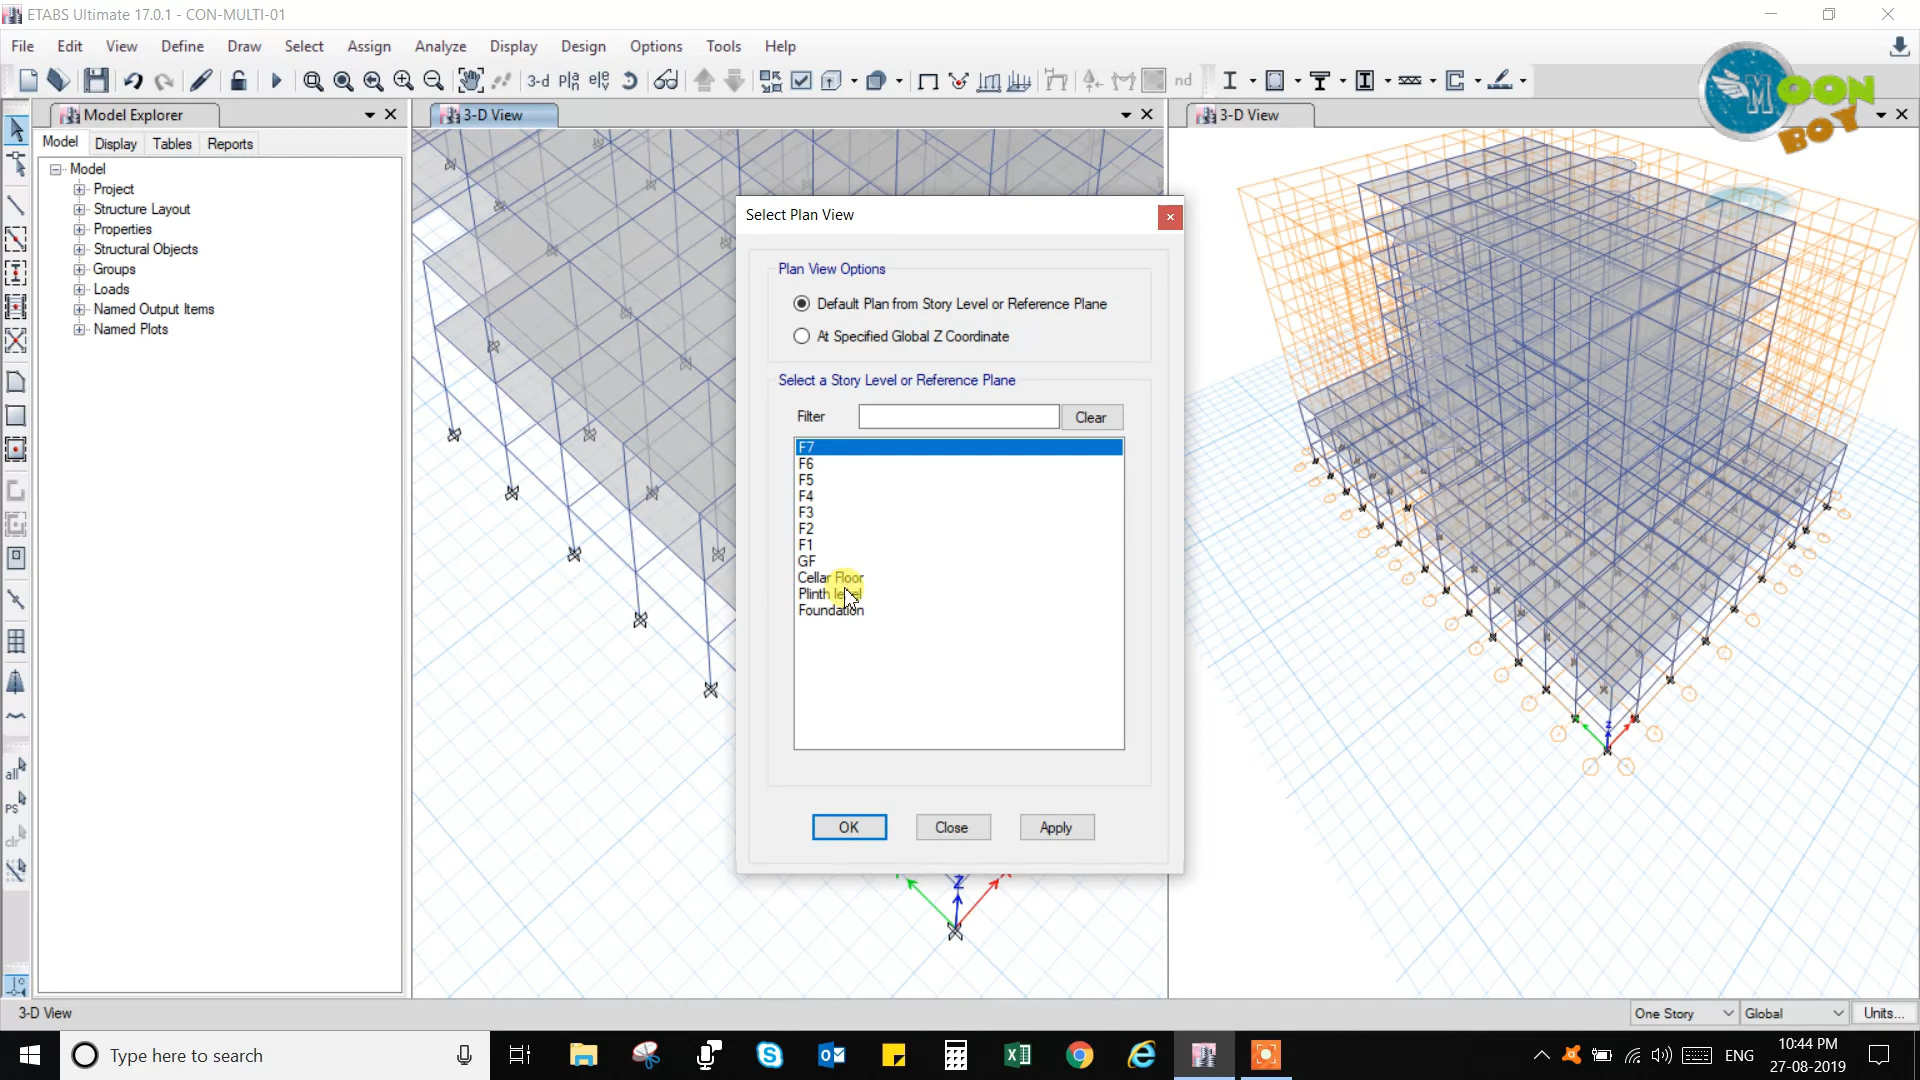 ETABS Ultimate 17.0.1 - CON-MULTI-01
File Edit View Define Draw Select Assign Analyze Display Design Options Tools Help
3-d
nd
MOON
BOY
Model Explorer
3-D View
3-D View
Model Display Tables Reports
Model
Project
Structure Layout
Properties
Structural Objects
Groups
Loads
Named Output Items
Named Plots
all
PS
clr
Select Plan View
Plan View Options
Default Plan from Story Level or Reference Plane
At Specified Global Z Coordinate
Select a Story Level or Reference Plane
Filter
Clear
F7
F6
F5
F4
F3
F2
F1
GF
Cellar Floor
Plinth level
Foundation
OK Close Apply
Z
Z
3-D View
One Story Global Units...
Type here to search
ENG
10:44 PM
27-08-2019